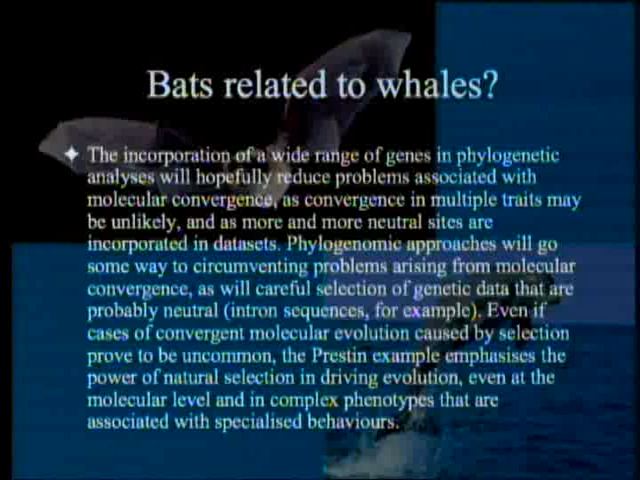 Bats related to whales?
The incorporation of a wide range of genes in phylogenetic
analyses will hopefully reduce problems associated with
molecular convergence, as convergence in multiple traits may
be unlikely, and as more and more neutral sites are
incorporated in datasets. Phylogenomic approaches will go
some way to circumventing problems arising from molecular
convergence, as will careful selection of genetic data that are
probably neutral (intron sequences, for example). Even if
cases of convergent molecular evolution caused by selection
prove to be uncommon, the Prestin example emphasises the
power of natural selection in driving evolution, even at the
molecular level and in complex phenotypes that are
associated with specialised behaviours.